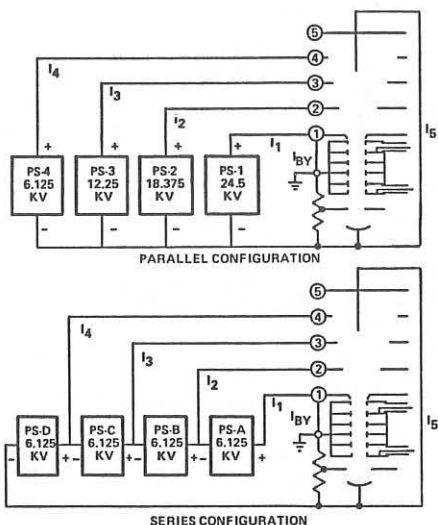 5
4
I4
3
I3
2
I2
1
I1
IBY
I5
+ + + +
PS-4
6.125
KV
PS-3
12.25
KV
PS-2
18.375
KV
PS-1
24.5
KV
- - - -
PARALLEL CONFIGURATION
5
4
I4
3
I3
2
I2
1
I1
IBY
I5
PS-D
6.125
KV
PS-C
6.125
KV
PS-B
6.125
KV
PS-A
6.125
KV
- +- +- +- +
SERIES CONFIGURATION